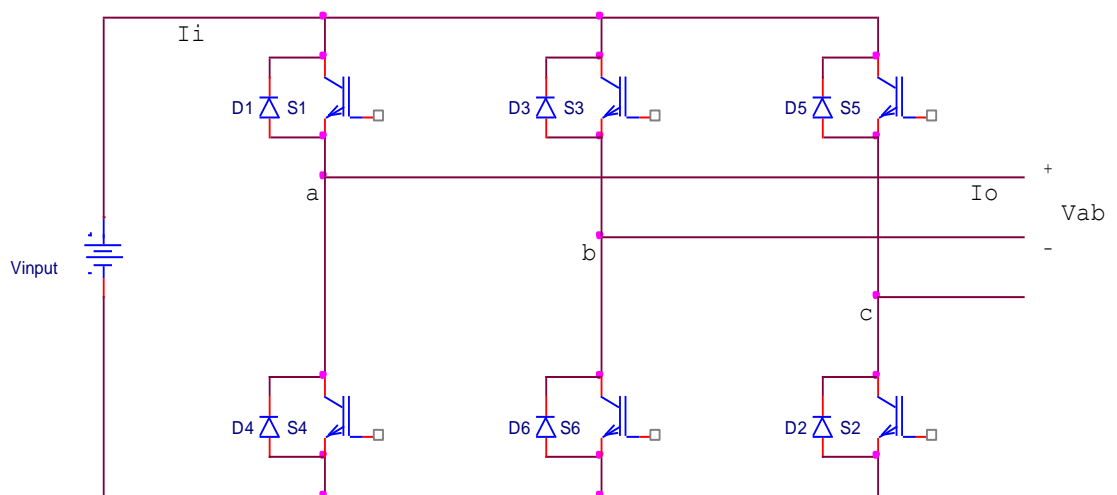 Ii
D1 S1
D3 S3
D5 S5
+
a
Io
Vab
b
-
Vinput
c
D4 S4
D6 S6
D2 S2